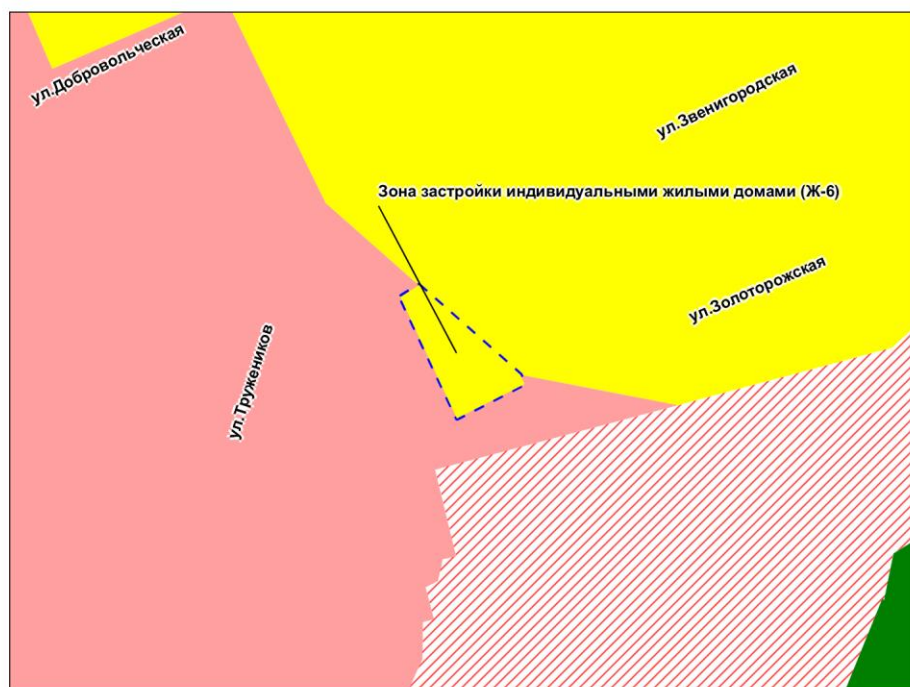 ул.Добровольческая
ул.Звенигородская
Зона застройки индивидуальными жилыми домами (Ж-6)
ул.Золоторожская
ул.Тружеников